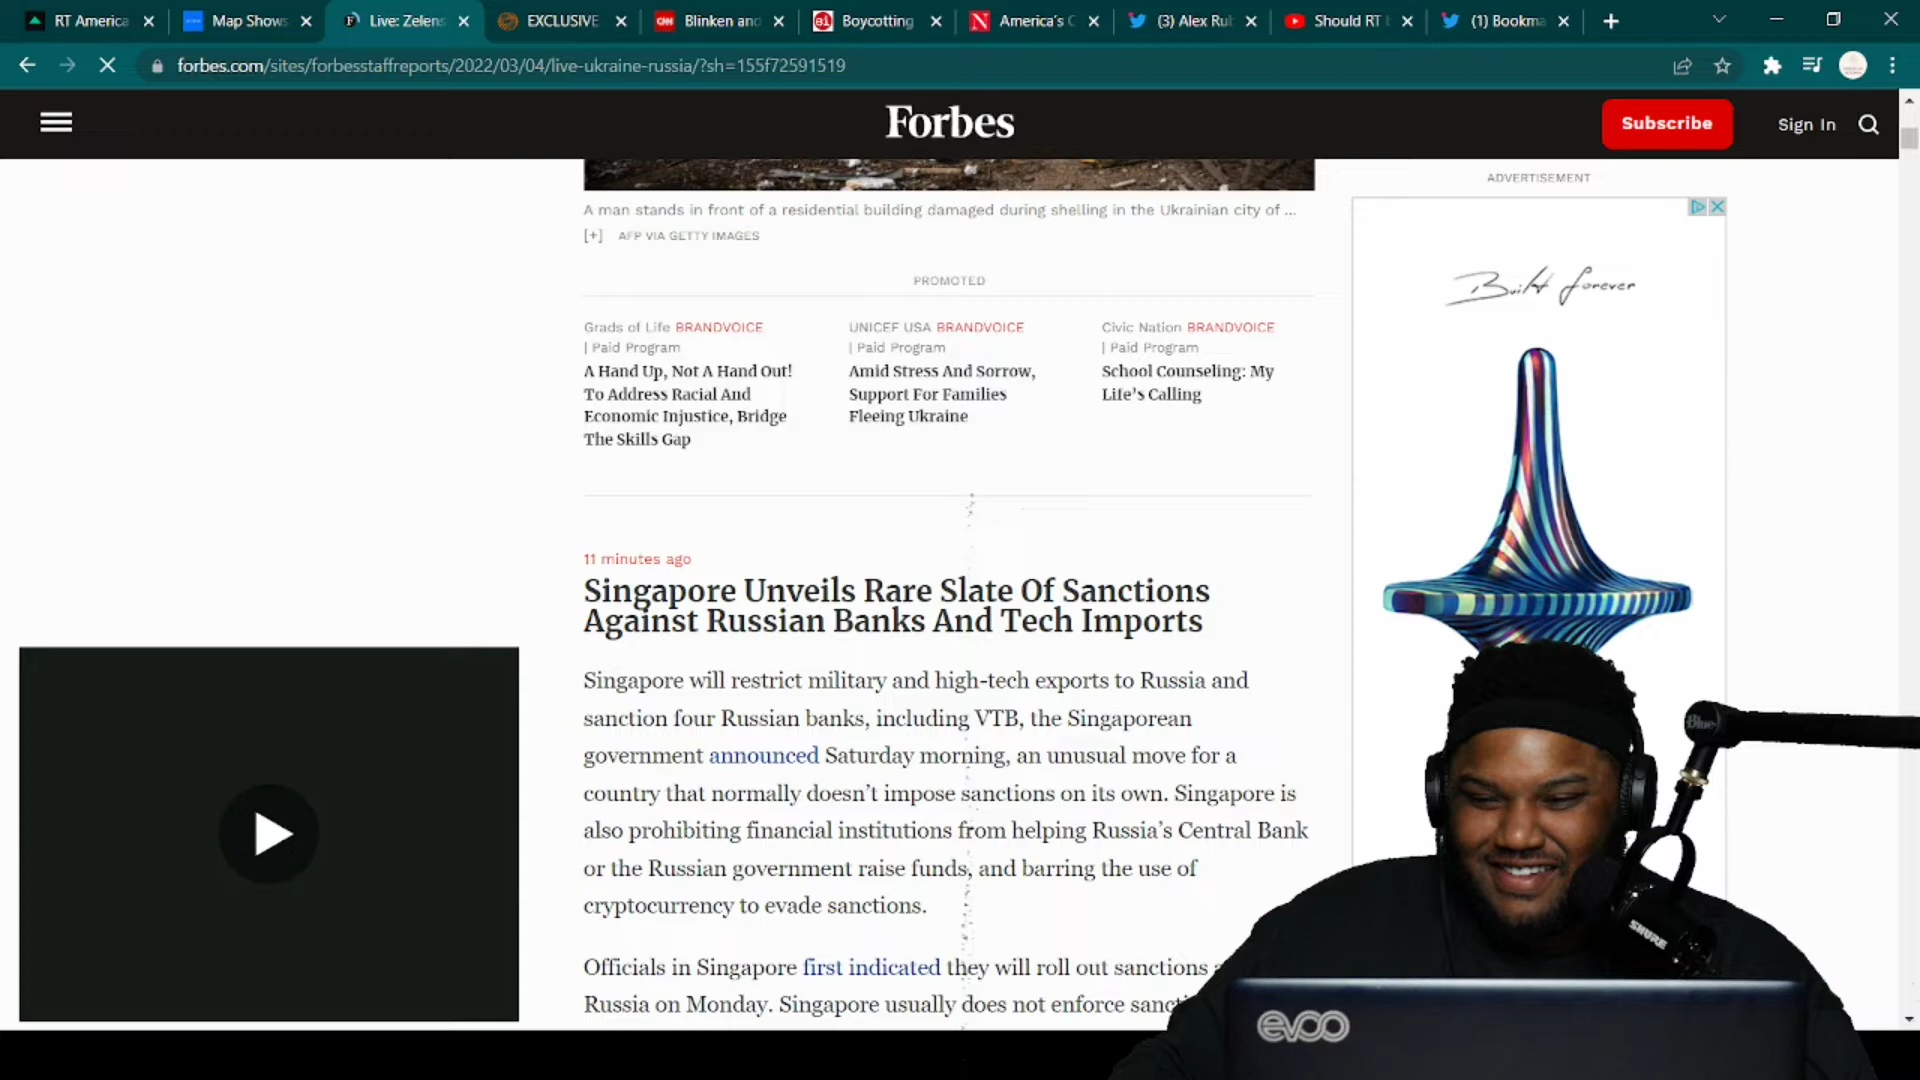 RT America
Map Shows
Live: Zelens
EXCLUSIVE
Blinken and
Boycotting
America's C
(3) Alex Rub
Should RT b
(1) Bookma
forbes.com/sites/forbesstaffreports/2022/03/04/live-ukraine-russia/?sh=155f72591519
Forbes
Subscribe
Sign In
ADVERTISEMENT
A man stands in front of a residential building damaged during shelling in the Ukrainian city of ...
[+] AFP VIA GETTY IMAGES
PROMOTED
Grads of Life BRANDVOICE
| Paid Program
A Hand Up, Not A Hand Out!
To Address Racial And
Economic Injustice, Bridge
The Skills Gap
UNICEF USA BRANDVOICE
| Paid Program
Amid Stress And Sorrow,
Support For Families
Fleeing Ukraine
Civic Nation BRANDVOICE
| Paid Program
School Counseling: My
Life's Calling
Built forever
11 minutes ago
Singapore Unveils Rare Slate Of Sanctions
Against Russian Banks And Tech Imports
Singapore will restrict military and high-tech exports to Russia and
sanction four Russian banks, including VTB, the Singaporean
government announced Saturday morning, an unusual move for a
country that normally doesn't impose sanctions on its own. Singapore is
also prohibiting financial institutions from helping Russia's Central Bank
or the Russian government raise funds, and barring the use of
cryptocurrency to evade sanctions.
Officials in Singapore first indicated they will roll out sanctions
Russia on Monday. Singapore usually does not enforce sancti
Blue
SHURE
evoo